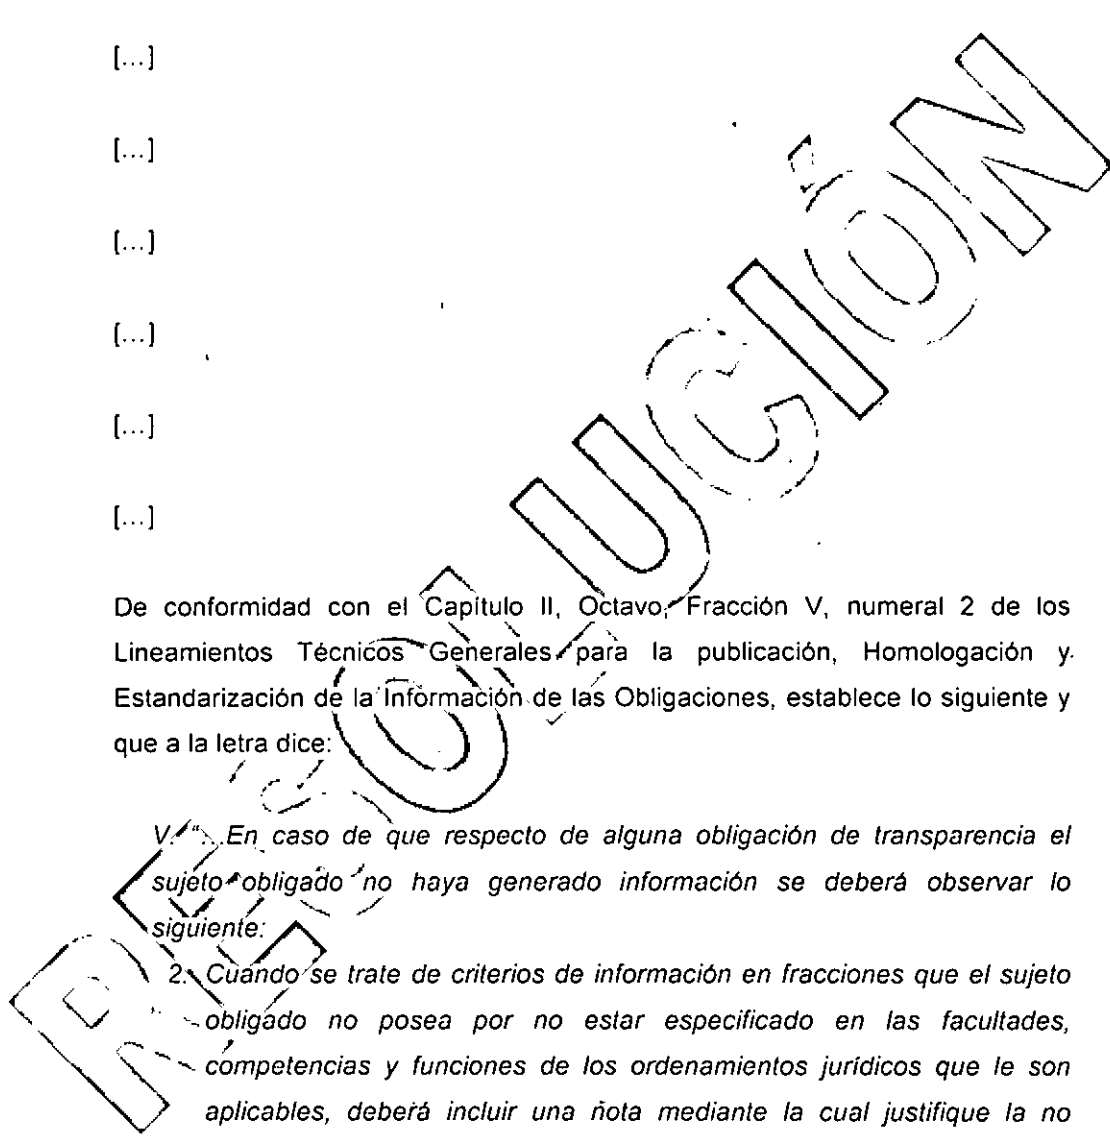 [...]
[...]
[...]
[...]
[...]
[...]
De conformidad con el Capítulo II, Octavo, Fracción V, numeral 2 de los
Lineamientos Técnicos Generales para la publicación, Homologación y
Estandarización de la Información de las Obligaciones, establece lo siguiente y
que a la letra dice:
V. "...En caso de que respecto de alguna obligación de transparencia el
sujeto obligado no haya generado información se deberá observar lo
siguiente:
2. Cuando se trate de criterios de información en fracciones que el sujeto
obligado no posea por no estar especificado en las facultades,
competencias y funciones de los ordenamientos jurídicos que le son
aplicables, deberá incluir una nota mediante la cual justifique la no
RESOLUCIÓN